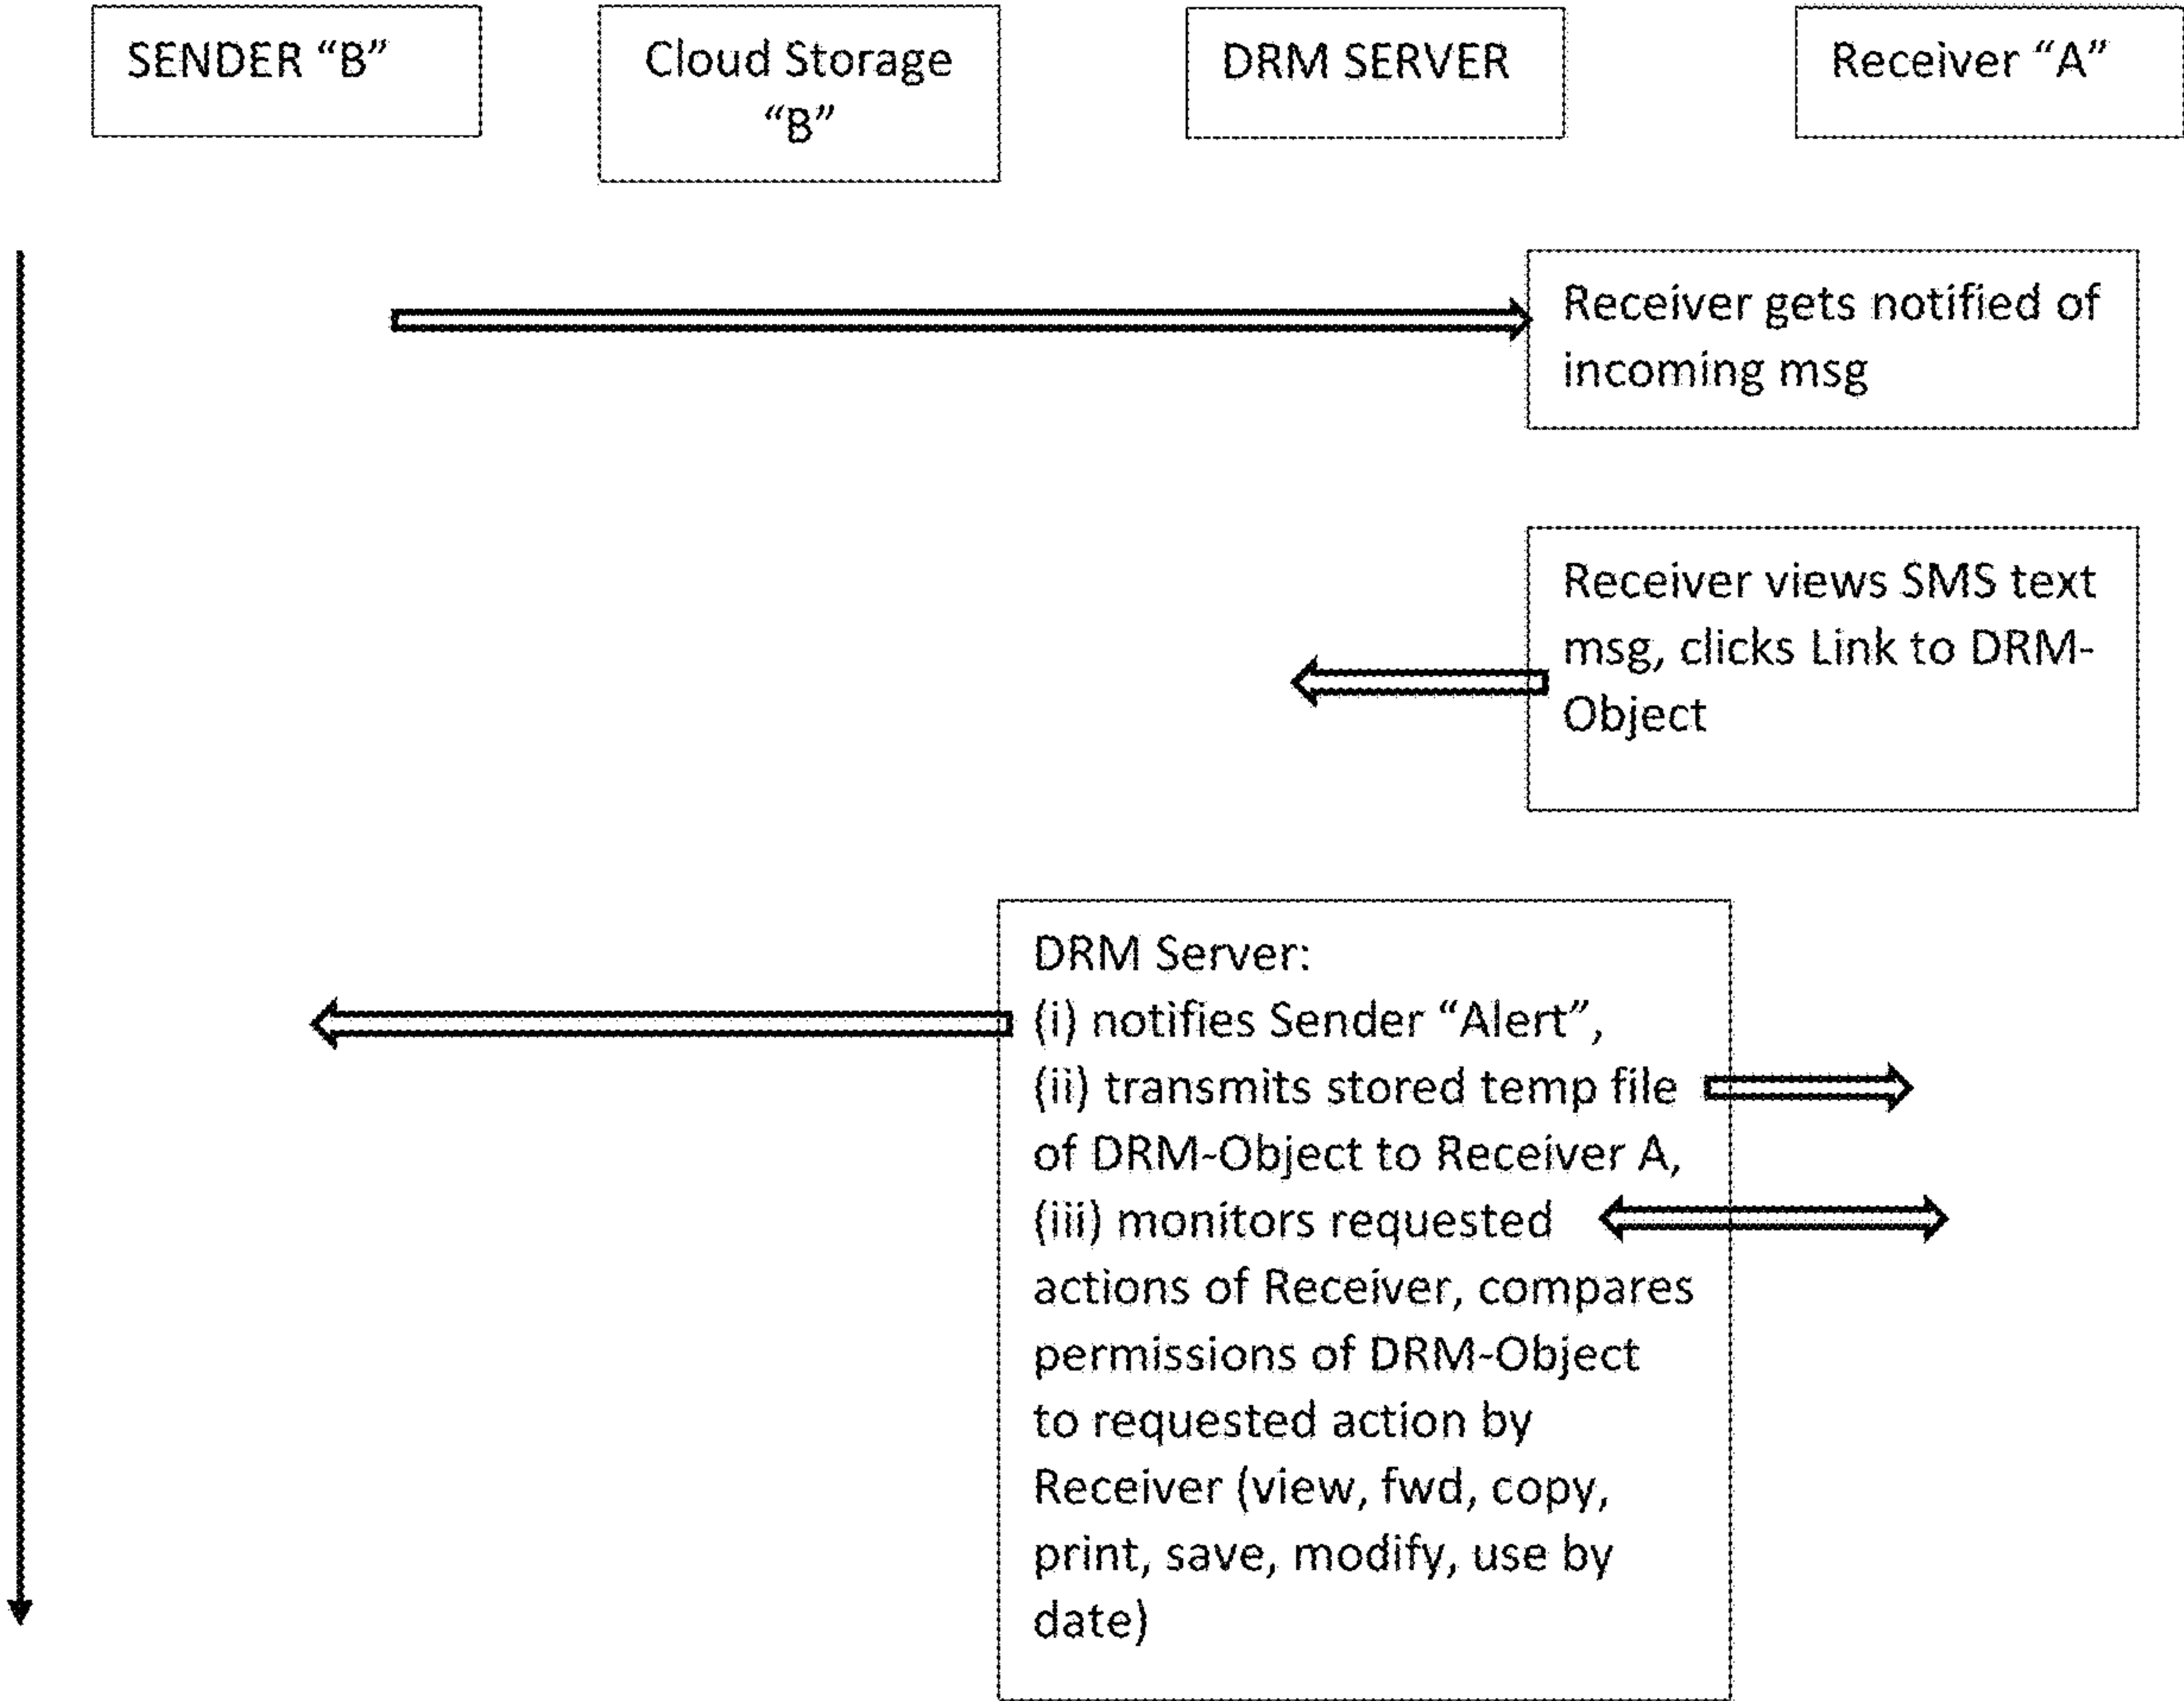 SENDER “B”
Cloud Storage
“B”
DRM SERVER
Receiver “A”
Receiver gets notified of
incoming msg
Receiver views SMS text
msg, clicks Link to DRM-
Object
DRM Server:
(i) notifies Sender “Alert”,
(ii) transmits stored temp file
of DRM-Object to Receiver A,
(iii) monitors requested
actions of Receiver, compares
permissions of DRM-Object
to requested action by
Receiver (view, fwd, copy,
print, save, modify, use by
date)